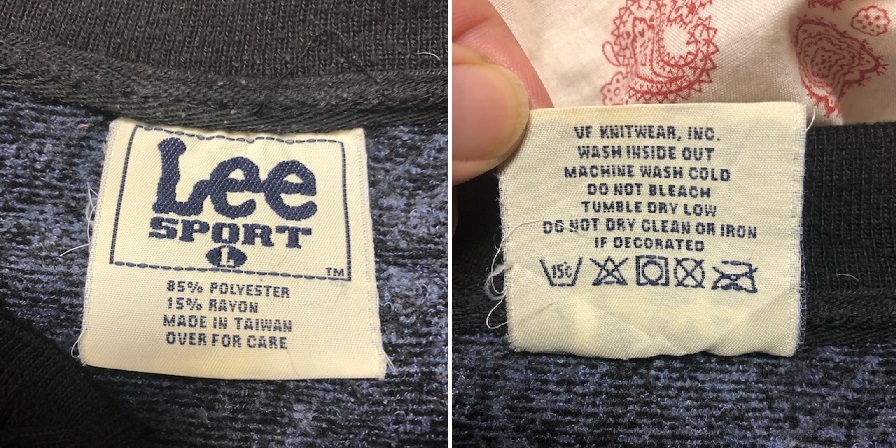 Lee
SPORT
L
TM
85% POLYESTER
15% RAYON
MADE IN TAIWAN
OVER FOR CARE
VF KNITWEAR, INC.
WASH INSIDE OUT
MACHINE WASH COLD
DO NOT BLEACH
TUMBLE DRY LOW
DO NOT DRY CLEAN OR IRON
IF DECORATED
15C